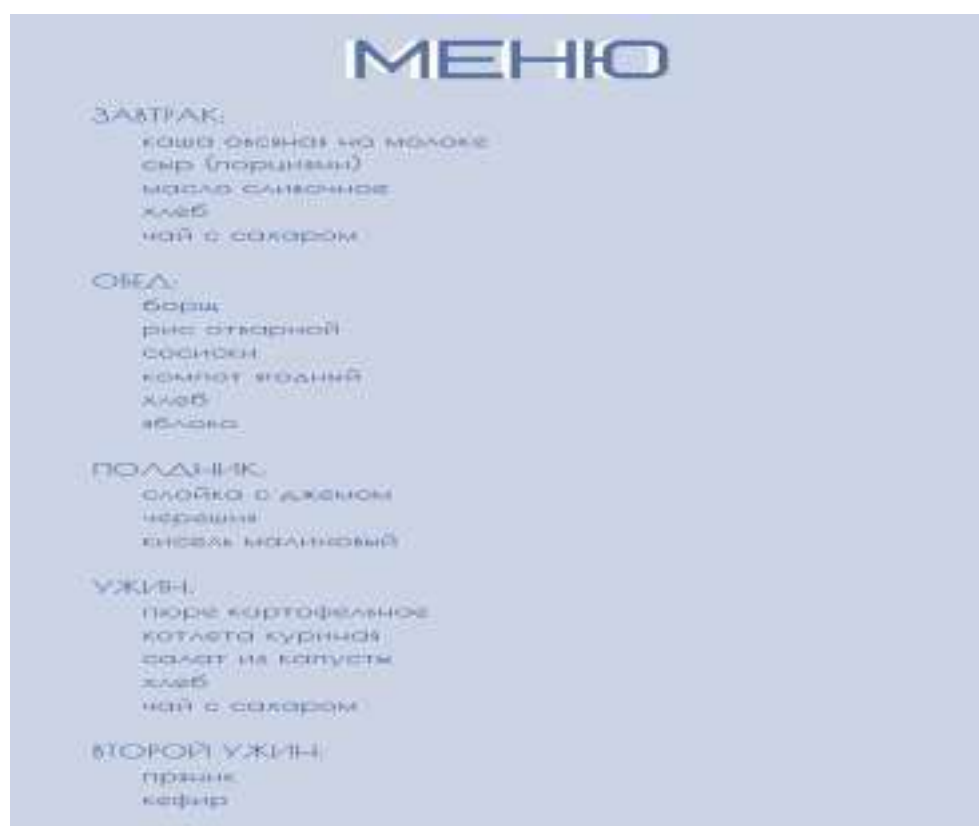 МЕНЮ
ЗАВТРАК:
каша овсяная на молоке
сыр (порциями)
масло сливочное
хлеб
чай с сахаром
ОБЕД:
борщ
рис отварной
сосиски
компот ягодный
хлеб
яблоко
ПОЛДНИК:
слойка с джемом
черешня
кисель малиновый
УЖИН:
пюре картофельное
котлета куриная
салат из капусты
хлеб
чай с сахаром
ВТОРОЙ УЖИН:
пряник
кефир